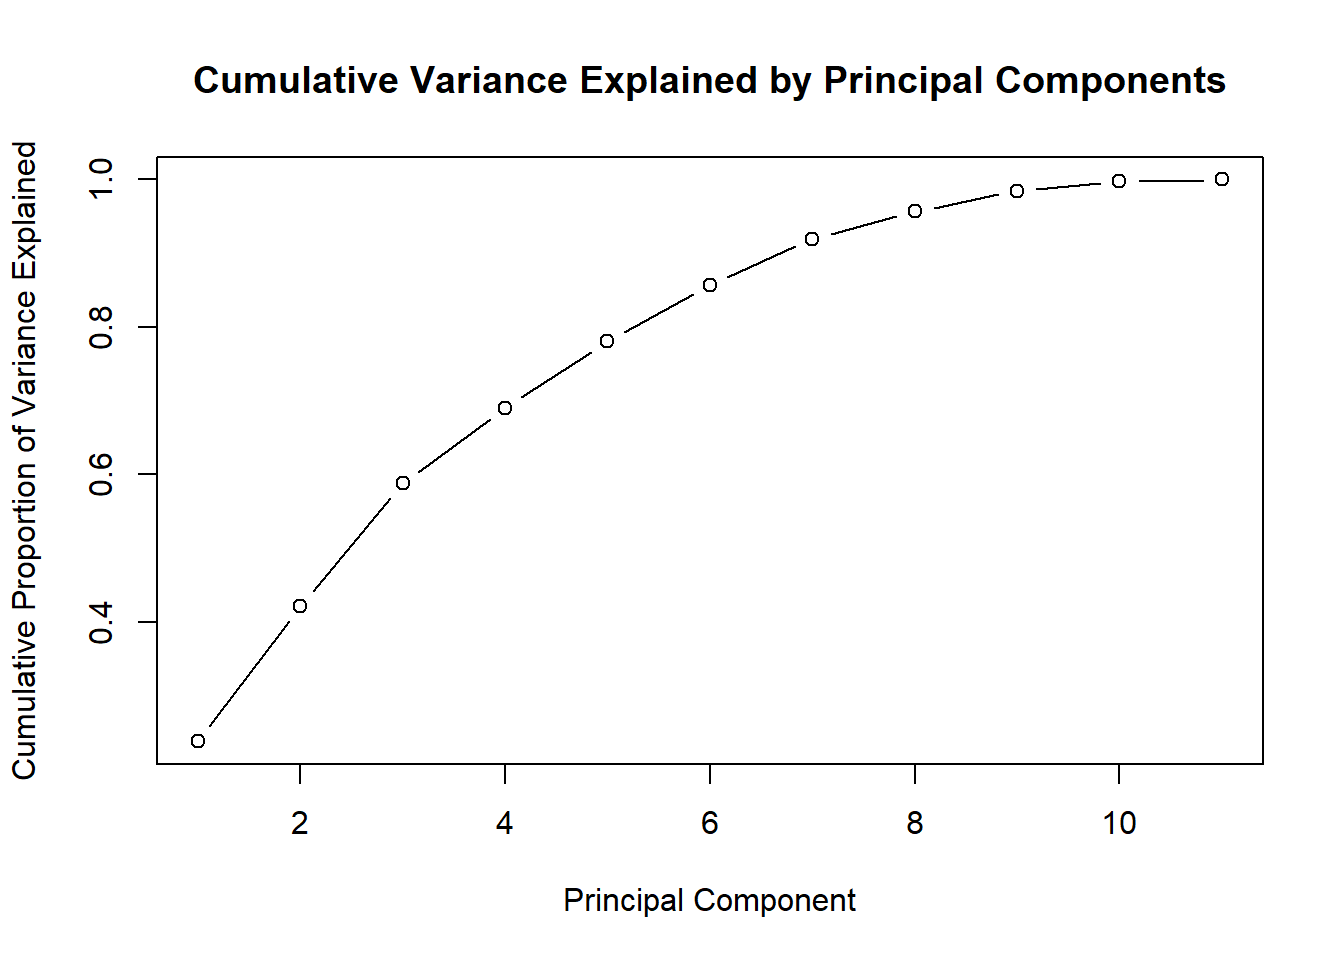 Cumulative Variance Explained by Principal Components
Cumulative Proportion of Variance Explained
1.0
0.8
0.6
0.4
2 4 6 8 10
Principal Component